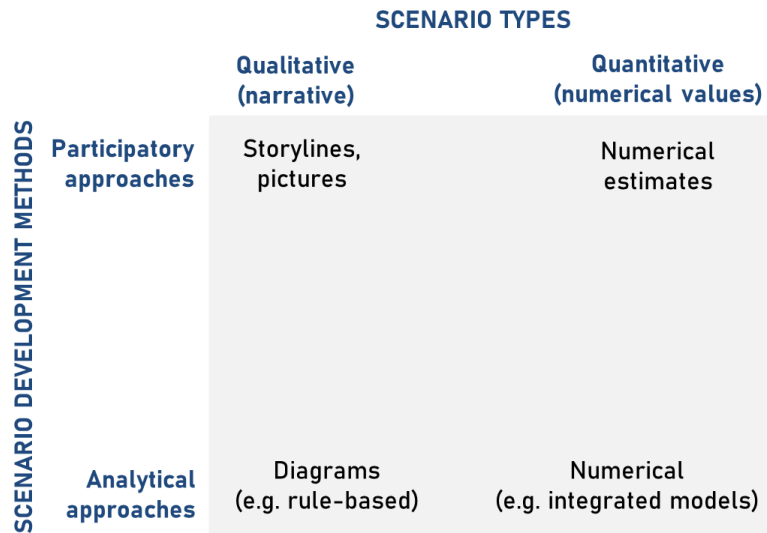 SCENARIO TYPES
Qualitative
(narrative)
Quantitative
(numerical values)
SCENARIO DEVELOPMENT METHODS
Participatory
approaches
Storylines,
pictures
Numerical
estimates
Analytical
approaches
Diagrams
(e.g. rule-based)
Numerical
(e.g. integrated models)